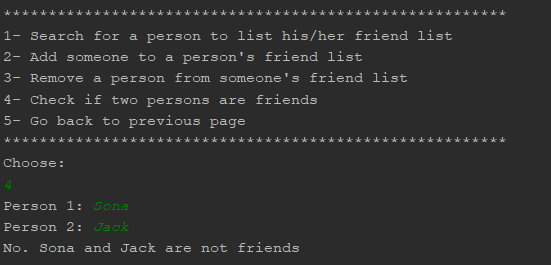 ********************************************************
1- Search for a person to list his/her friend list
2- Add someone to a person's friend list
3- Remove a person from someone's friend list
4- Check if two persons are friends
5- Go back to previous page
********************************************************
Choose:
4
Person 1: Sona
Person 2: Jack
No. Sona and Jack are not friends